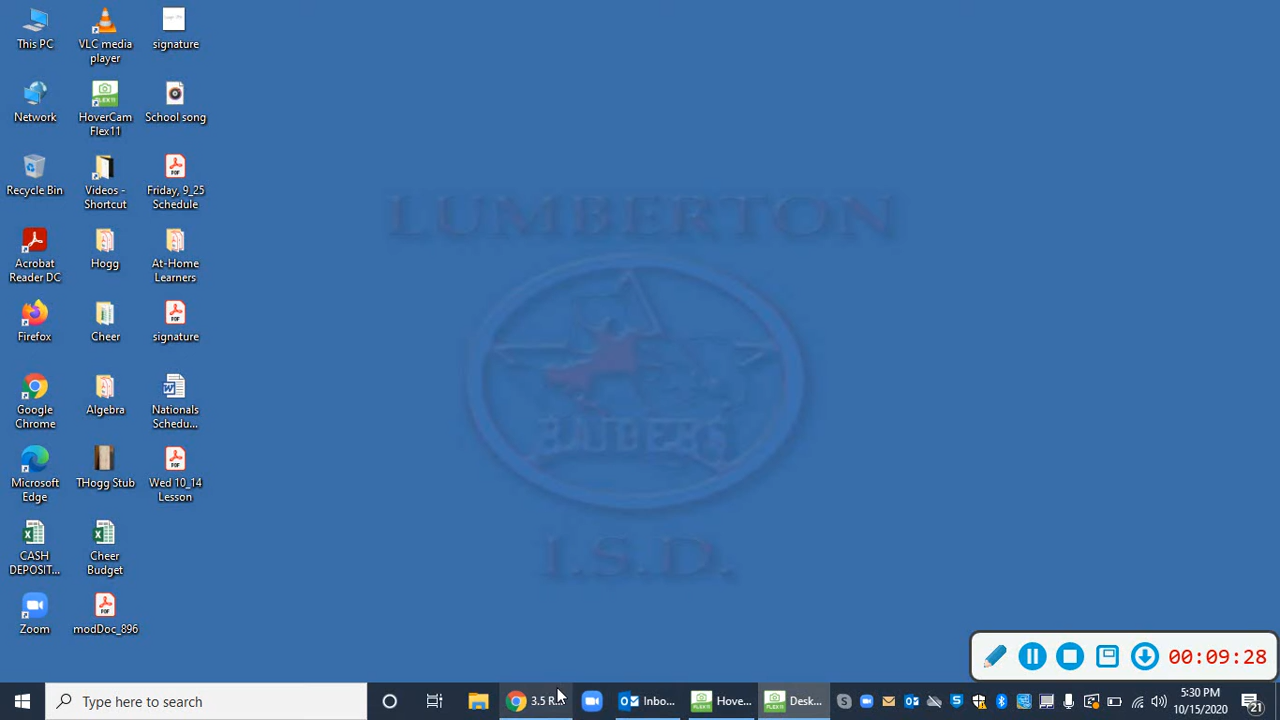 This PC
VLC media
player
signature
Network
HoverCam
Flex11
School song
Recycle Bin
Videos -
Shortcut
Friday, 9_25
Schedule
Acrobat
Reader DC
Hogg
At-Home
Learners
Firefox
Cheer
signature
Google
Chrome
Algebra
Nationals
Schedu...
Microsoft
Edge
THogg Stub
Wed 10_14
Lesson
CASH
DEPOSIT...
Cheer
Budget
Zoom
modDoc_896
LUMBERTON
RAIDERS
I.S.D.
00:09:28
Type here to search
3.5 R...
Inbo...
Hove...
Desk...
5:30 PM
10/15/2020
21